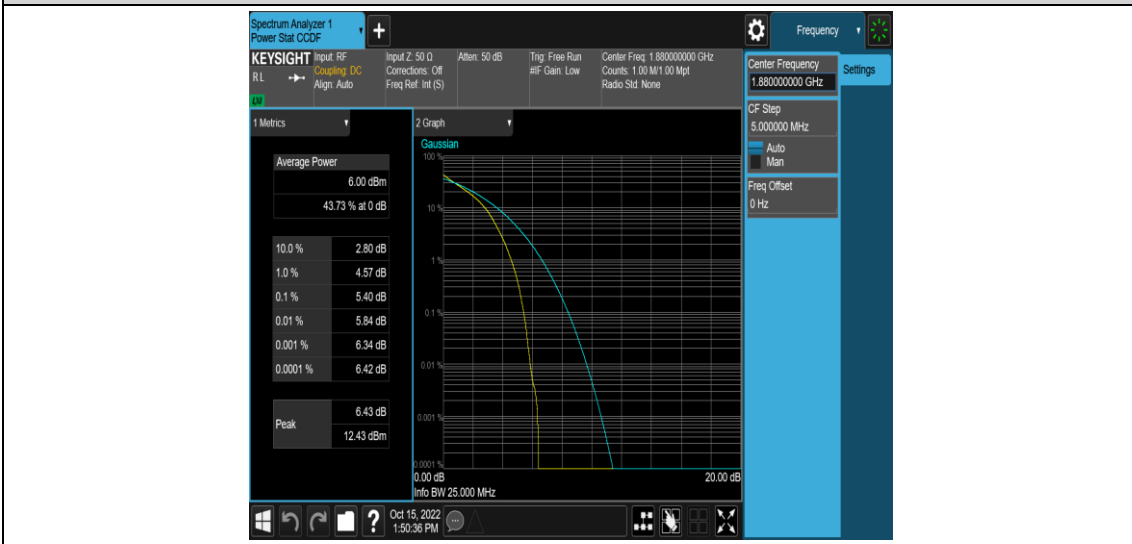 Spectrum Analyzer 1
Power Stat CCDF
+
Frequency
KEYSIGHT
RL
LXI
Input: RF
Coupling: DC
Align: Auto
Input Z: 50 Ω
Corrections: Off
Freq Ref: Int (S)
Atten: 50 dB
Trig: Free Run
#IF Gain: Low
Center Freq: 1.880000000 GHz
Counts: 1.00 M/1.00 Mpt
Radio Std: None
Center Frequency
1.880000000 GHz
Settings
CF Step
5.000000 MHz
Auto
Man
Freq Offset
0 Hz
1 Metrics
Average Power
6.00 dBm
43.73 % at 0 dB
10.0 % 2.80 dB
1.0 % 4.57 dB
0.1 % 5.40 dB
0.01 % 5.84 dB
0.001 % 6.34 dB
0.0001 % 6.42 dB
Peak
6.43 dB
12.43 dBm
2 Graph
Gaussian
100 %
10 %
1 %
0.1 %
0.01 %
0.001 %
0.0001 %
0.00 dB 20.00 dB
Info BW 25.000 MHz
?
Oct 15, 2022
1:50:36 PM